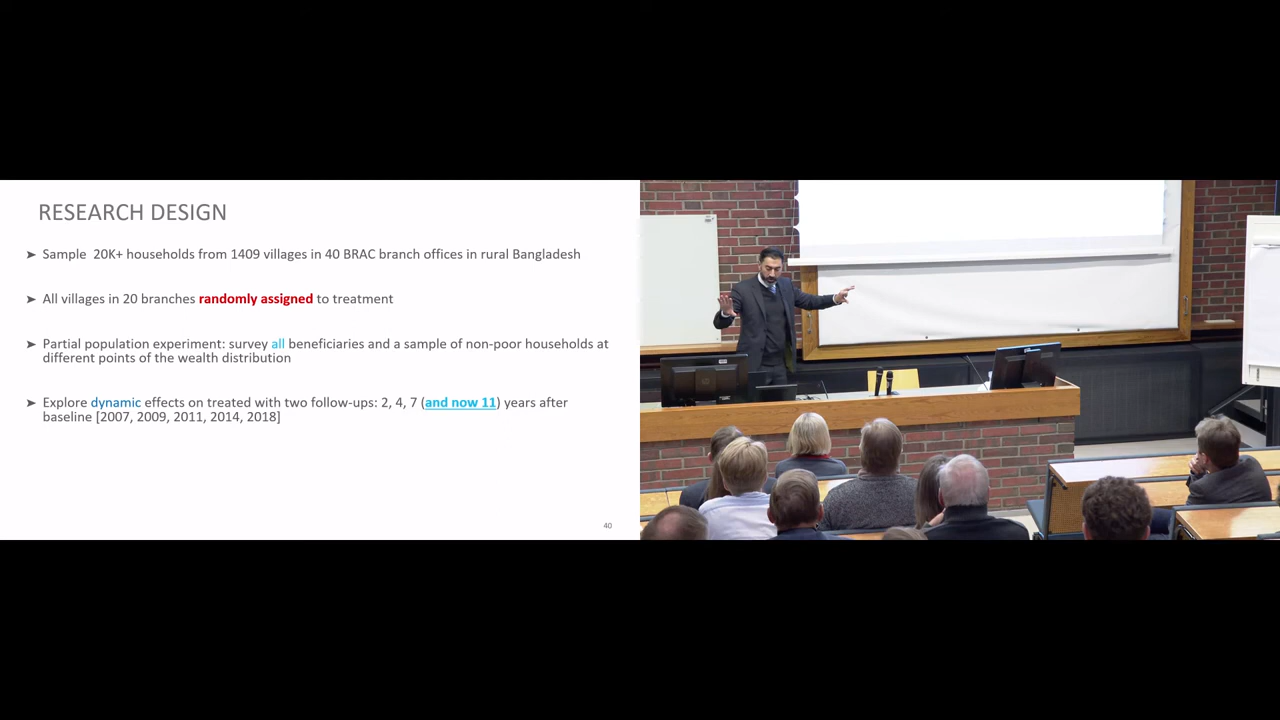 RESEARCH DESIGN
➤ Sample 20K+ households from 1409 villages in 40 BRAC branch offices in rural Bangladesh
➤ All villages in 20 branches randomly assigned to treatment
➤ Partial population experiment: survey all beneficiaries and a sample of non-poor households at
different points of the wealth distribution
➤ Explore dynamic effects on treated with two follow-ups: 2, 4, 7 (and now 11) years after
baseline [2007, 2009, 2011, 2014, 2018]
40